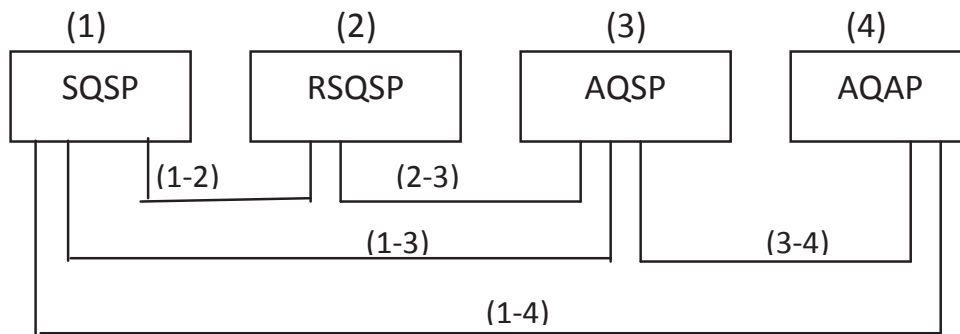 (1) (2) (3) (4)
SQSP RSQSP AQSP AQAP
(1-2) (2-3)
(1-3) (3-4)
(1-4)